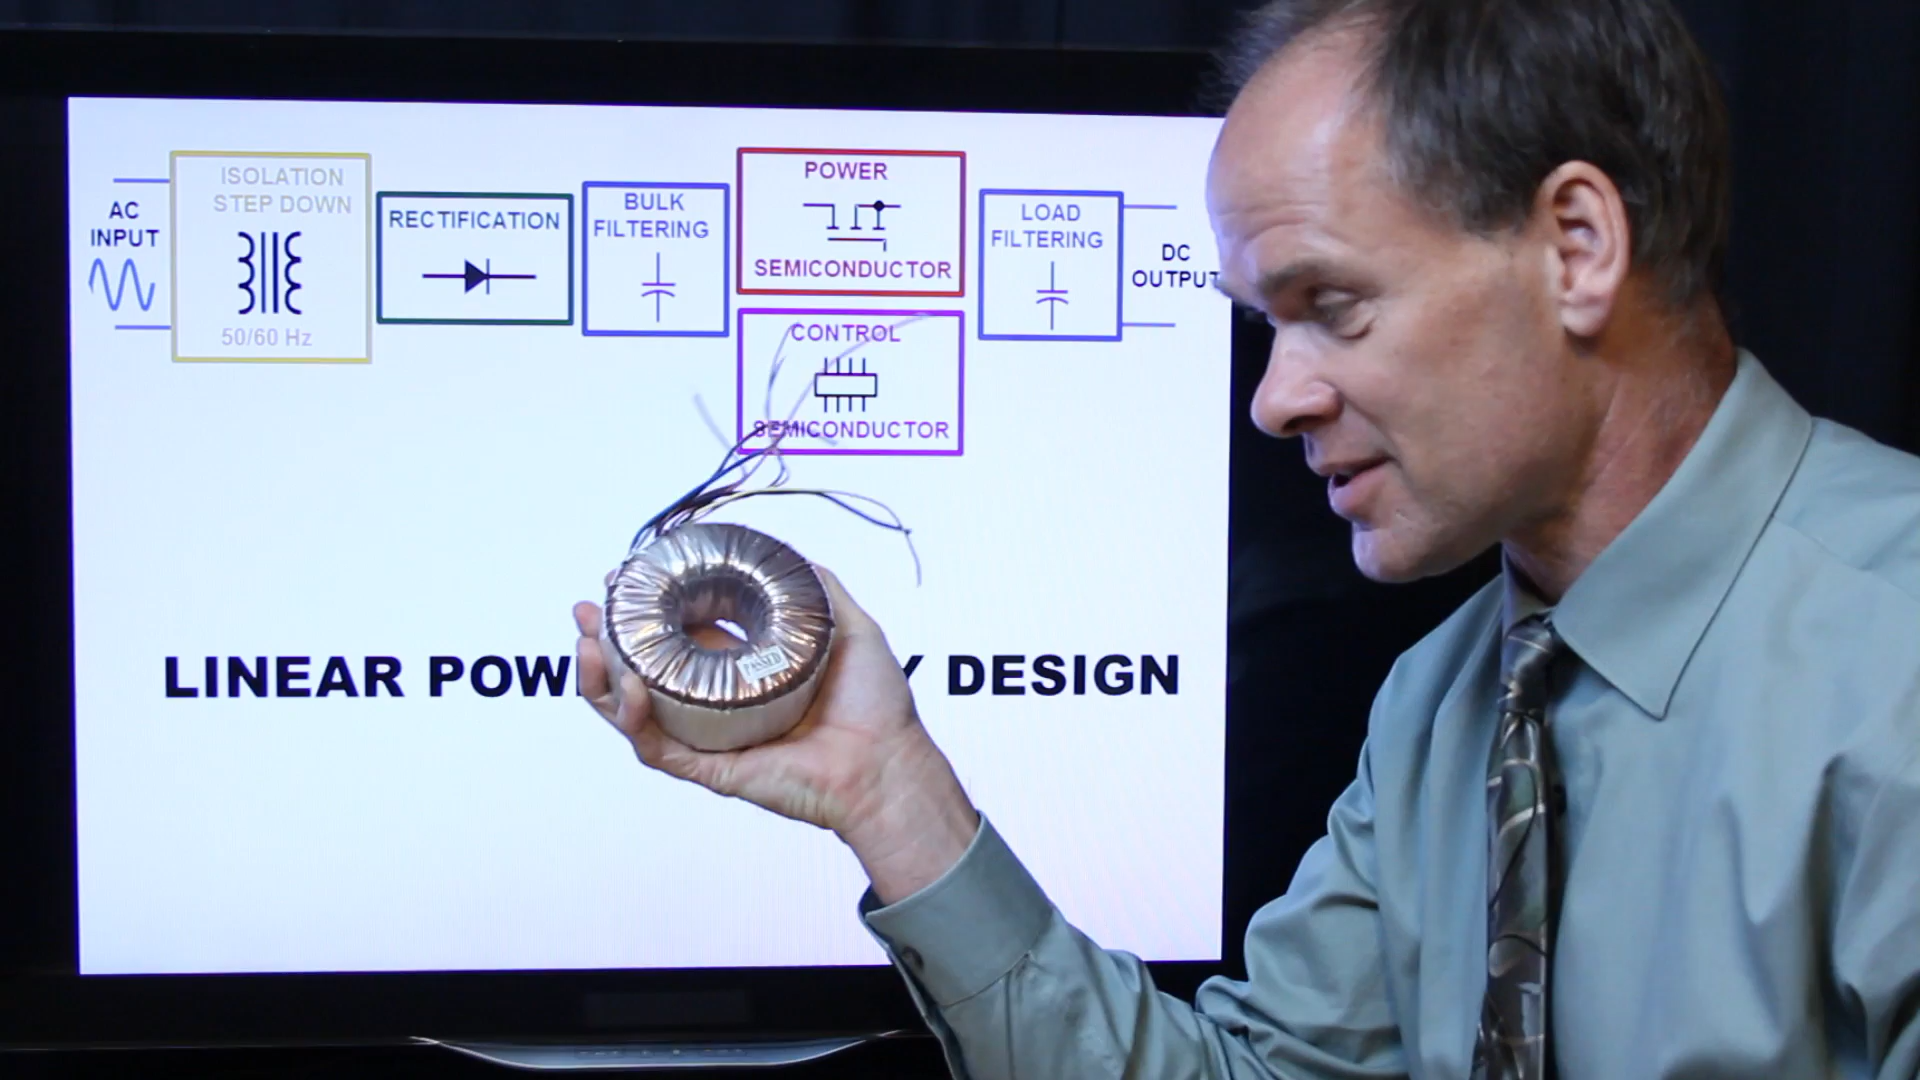 AC
INPUT
ISOLATION
STEP DOWN
50/60 Hz
RECTIFICATION
BULK
FILTERING
POWER
SEMICONDUCTOR
CONTROL
SEMICONDUCTOR
LOAD
FILTERING
DC
OUTPUT
LINEAR POW Y DESIGN
PASSED